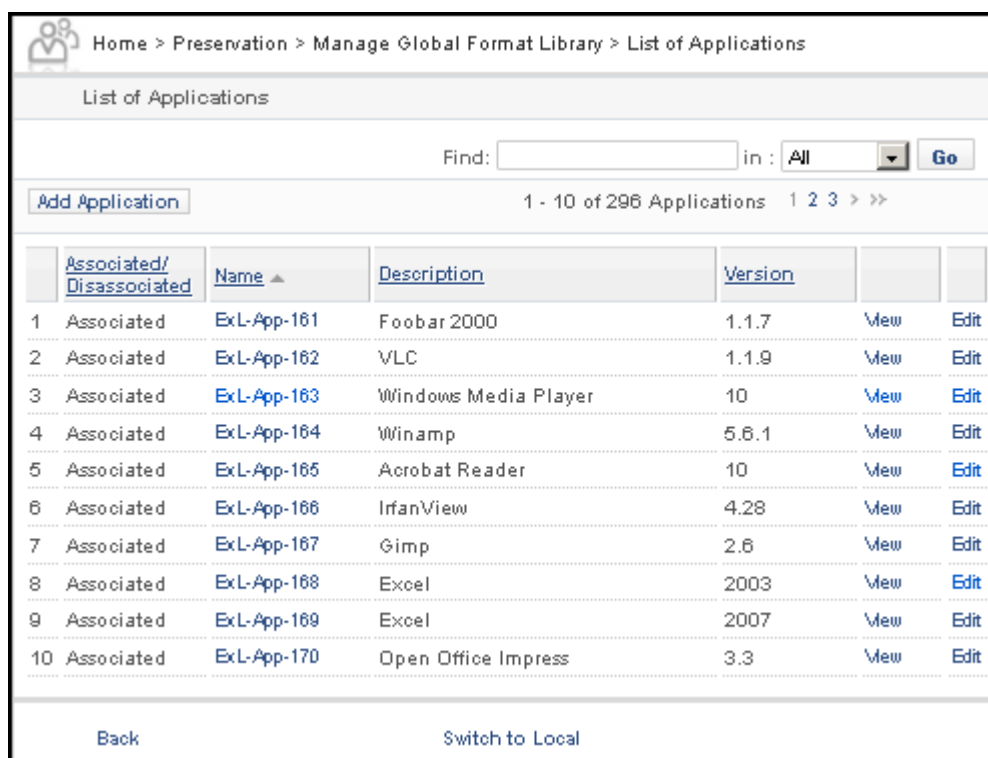 Home > Preservation > Manage Global Format Library > List of Applications
List of Applications
Find: in : All Go
Add Application 1 - 10 of 296 Applications 1 2 3 > >>
Associated/
Disassociated Name Description Version
1 Associated ExL-App-161 Foobar 2000 1.1.7 View Edit
2 Associated ExL-App-162 VLC 1.1.9 View Edit
3 Associated ExL-App-163 Windows Media Player 10 View Edit
4 Associated ExL-App-164 Winamp 5.6.1 View Edit
5 Associated ExL-App-165 Acrobat Reader 10 View Edit
6 Associated ExL-App-166 IrfanView 4.28 View Edit
7 Associated ExL-App-167 Gimp 2.6 View Edit
8 Associated ExL-App-168 Excel 2003 View Edit
9 Associated ExL-App-169 Excel 2007 View Edit
10 Associated ExL-App-170 Open Office Impress 3.3 View Edit
Back Switch to Local